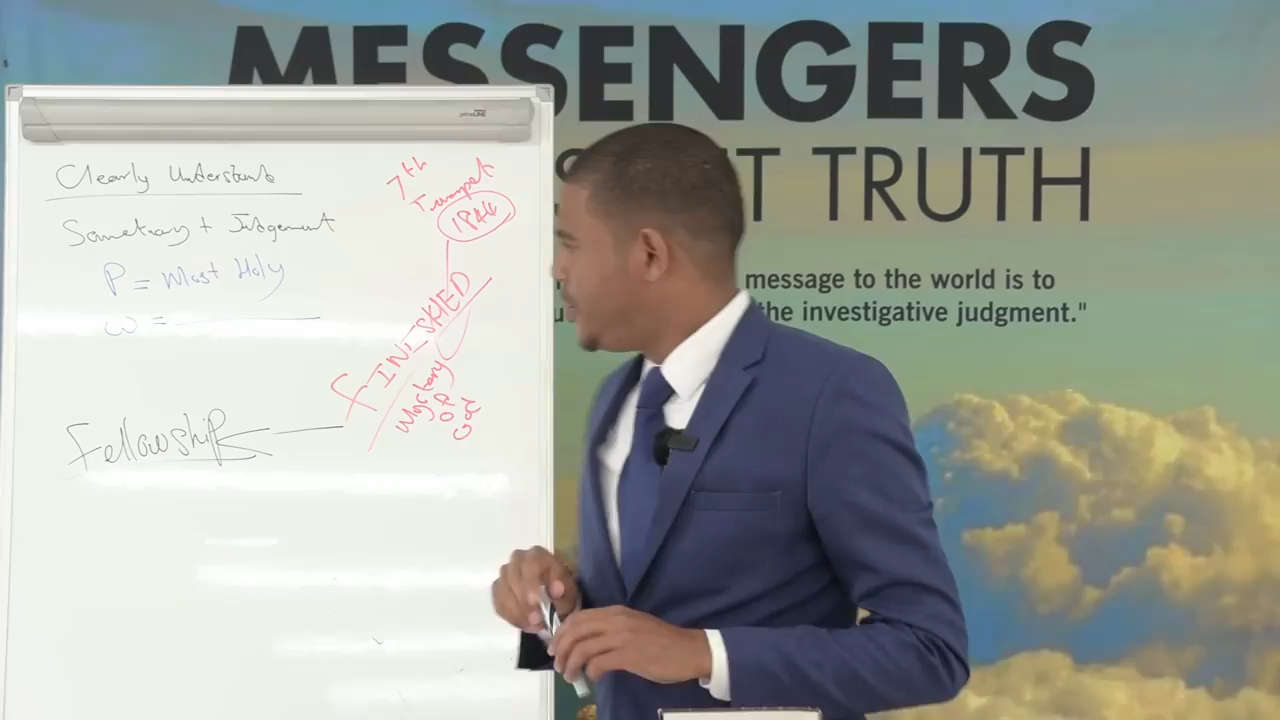 MESSENGERS
T TRUTH
message to the world is to
the investigative judgment."
Clearly Understand
Sanctuary + Judgement
P = Most Holy
W =
7th
Trumpet
1844
FINISHED
Mystery
OF
God
Fellowship